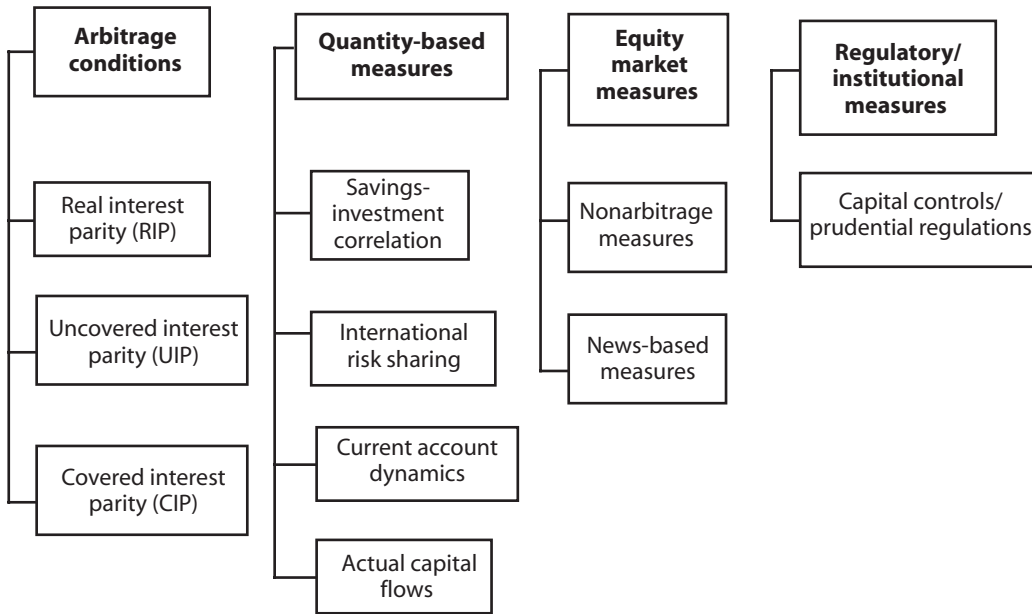 Arbitrage
conditions
Real interest
parity (RIP)
Uncovered interest
parity (UIP)
Covered interest
parity (CIP)
Quantity-based
measures
Savings-
investment
correlation
International
risk sharing
Current account
dynamics
Actual capital
flows
Equity
market
measures
Nonarbitrage
measures
News-based
measures
Regulatory/
institutional
measures
Capital controls/
prudential regulations